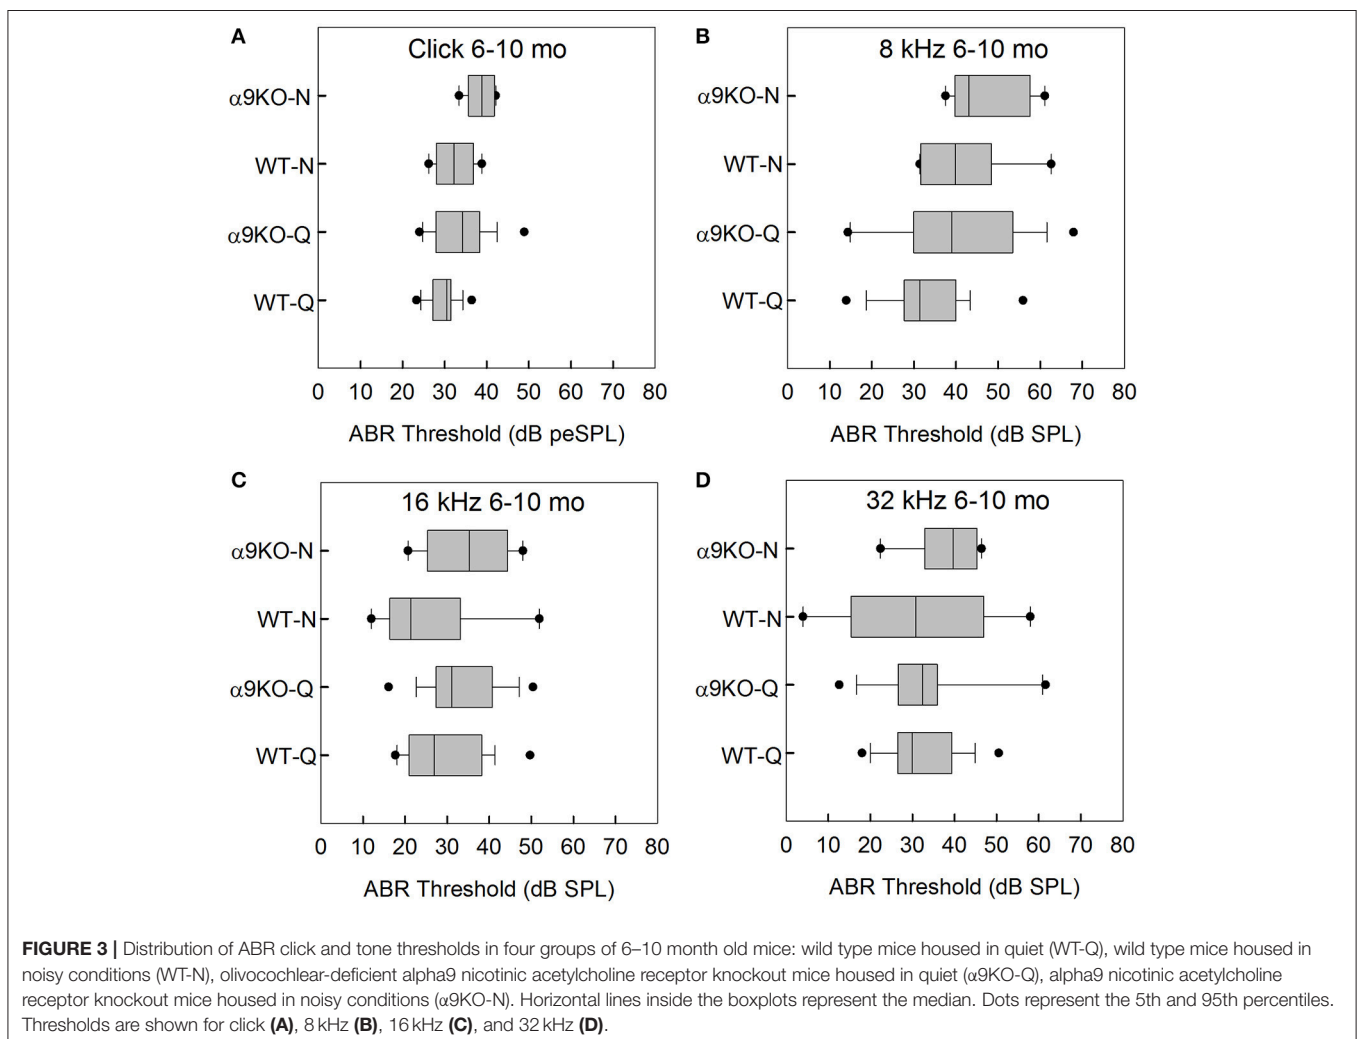 A
Click 6-10 mo
α9KO-N
WT-N
α9KO-Q
WT-Q
0 10 20 30 40 50 60 70 80
ABR Threshold (dB peSPL)
B
8 kHz 6-10 mo
α9KO-N
WT-N
α9KO-Q
WT-Q
0 10 20 30 40 50 60 70 80
ABR Threshold (dB SPL)
C
16 kHz 6-10 mo
α9KO-N
WT-N
α9KO-Q
WT-Q
0 10 20 30 40 50 60 70 80
ABR Threshold (dB SPL)
D
32 kHz 6-10 mo
α9KO-N
WT-N
α9KO-Q
WT-Q
0 10 20 30 40 50 60 70 80
ABR Threshold (dB SPL)
FIGURE 3 | Distribution of ABR click and tone thresholds in four groups of 6–10 month old mice: wild type mice housed in quiet (WT-Q), wild type mice housed in
noisy conditions (WT-N), olivocochlear-deficient alpha9 nicotinic acetylcholine receptor knockout mice housed in quiet (α9KO-Q), alpha9 nicotinic acetylcholine
receptor knockout mice housed in noisy conditions (α9KO-N). Horizontal lines inside the boxplots represent the median. Dots represent the 5th and 95th percentiles.
Thresholds are shown for click (A), 8 kHz (B), 16 kHz (C), and 32 kHz (D).